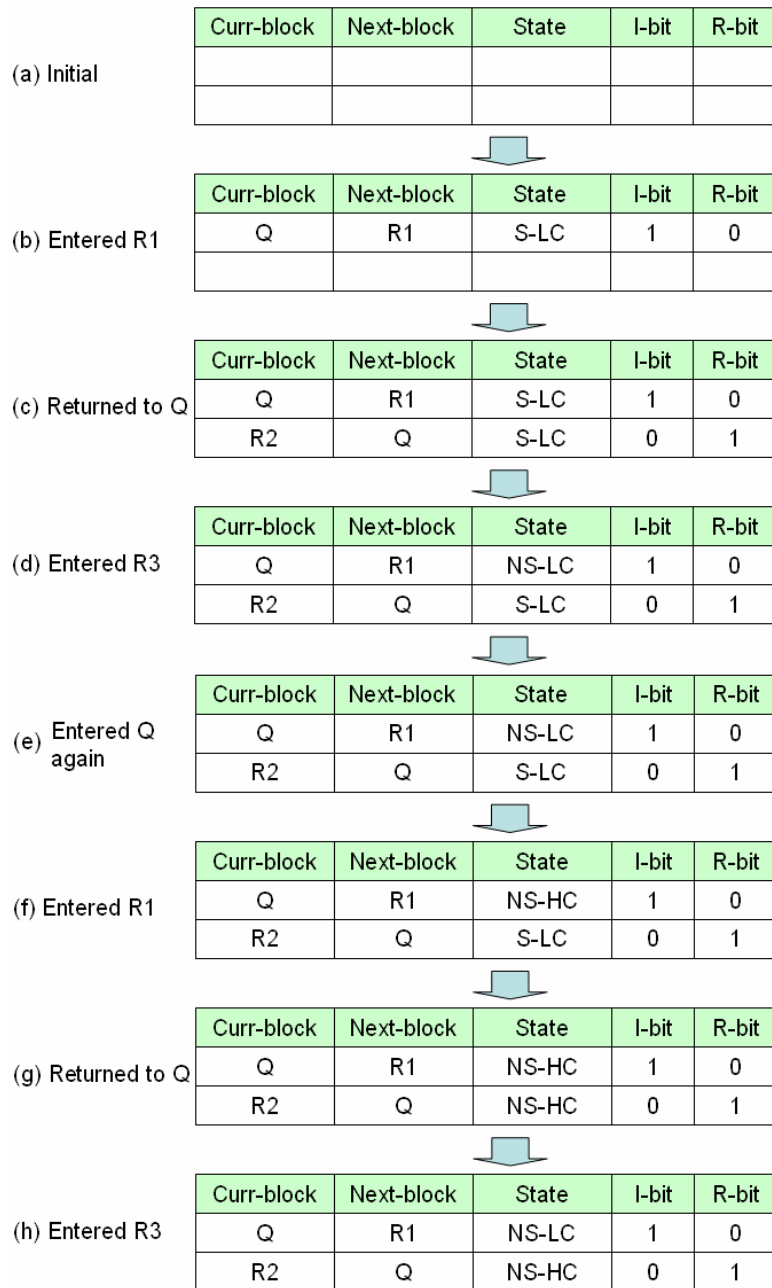 Curr-block Next-block State I-bit R-bit
(a) Initial
Curr-block Next-block State I-bit R-bit
(b) Entered R1
Q R1 S-LC 1 0
Curr-block Next-block State I-bit R-bit
(c) Returned to Q
Q R1 S-LC 1 0
R2 Q S-LC 0 1
Curr-block Next-block State I-bit R-bit
(d) Entered R3
Q R1 NS-LC 1 0
R2 Q S-LC 0 1
Curr-block Next-block State I-bit R-bit
(e) Entered Q
again
Q R1 NS-LC 1 0
R2 Q S-LC 0 1
Curr-block Next-block State I-bit R-bit
(f) Entered R1
Q R1 NS-HC 1 0
R2 Q S-LC 0 1
Curr-block Next-block State I-bit R-bit
(g) Returned to Q
Q R1 NS-HC 1 0
R2 Q NS-HC 0 1
Curr-block Next-block State I-bit R-bit
(h) Entered R3
Q R1 NS-LC 1 0
R2 Q NS-HC 0 1